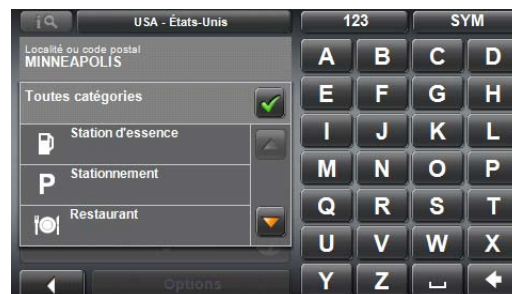 USA - États-Unis
123
SYM
Localité ou code postal
MINNEAPOLIS
Toutes catégories
Station d'essence
P
Stationnement
Restaurant
Options
A B C D
E F G H
I J K L
M N O P
Q R S T
U V W X
Y Z